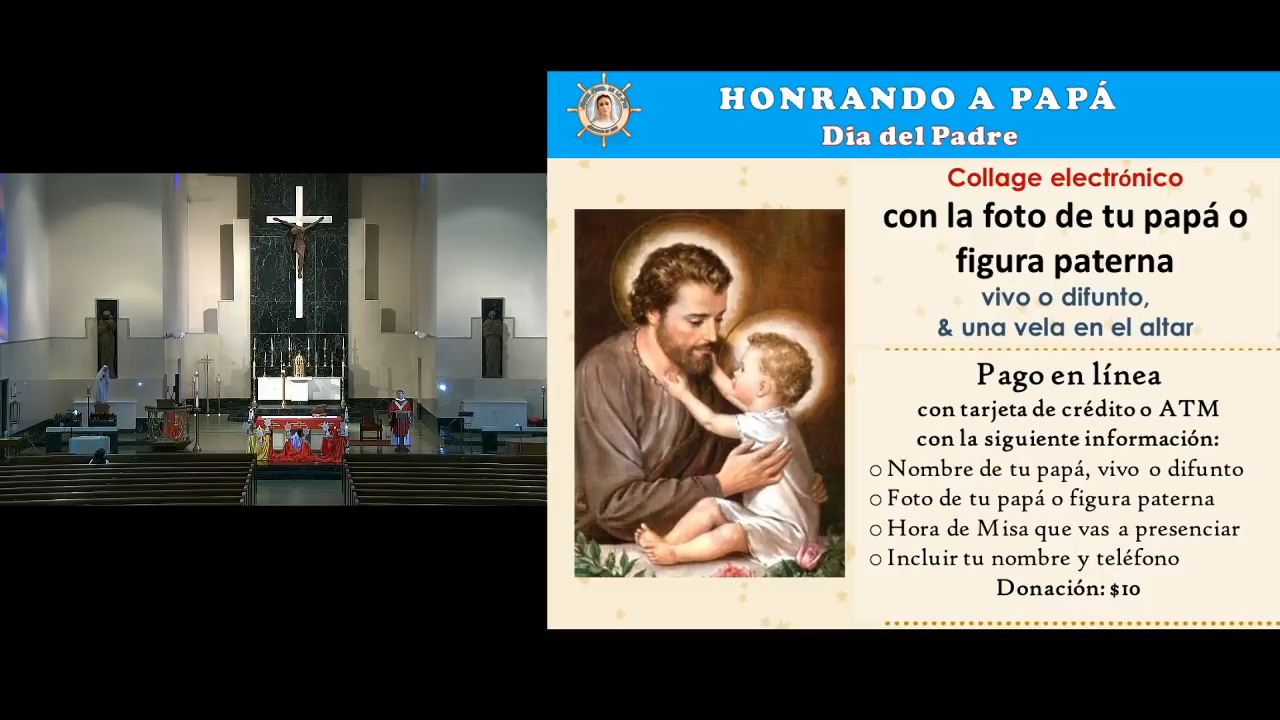 HONRANDO A PAPÁ
Dia del Padre
Collage electrónico
con la foto de tu papá o
figura paterna
vivo o difunto,
& una vela en el altar
Pago en línea
con tarjeta de crédito o ATM
con la siguiente información:
o Nombre de tu papá, vivo o difunto
o Foto de tu papá o figura paterna
o Hora de Misa que vas a presenciar
o Incluir tu nombre y teléfono
Donación: $10